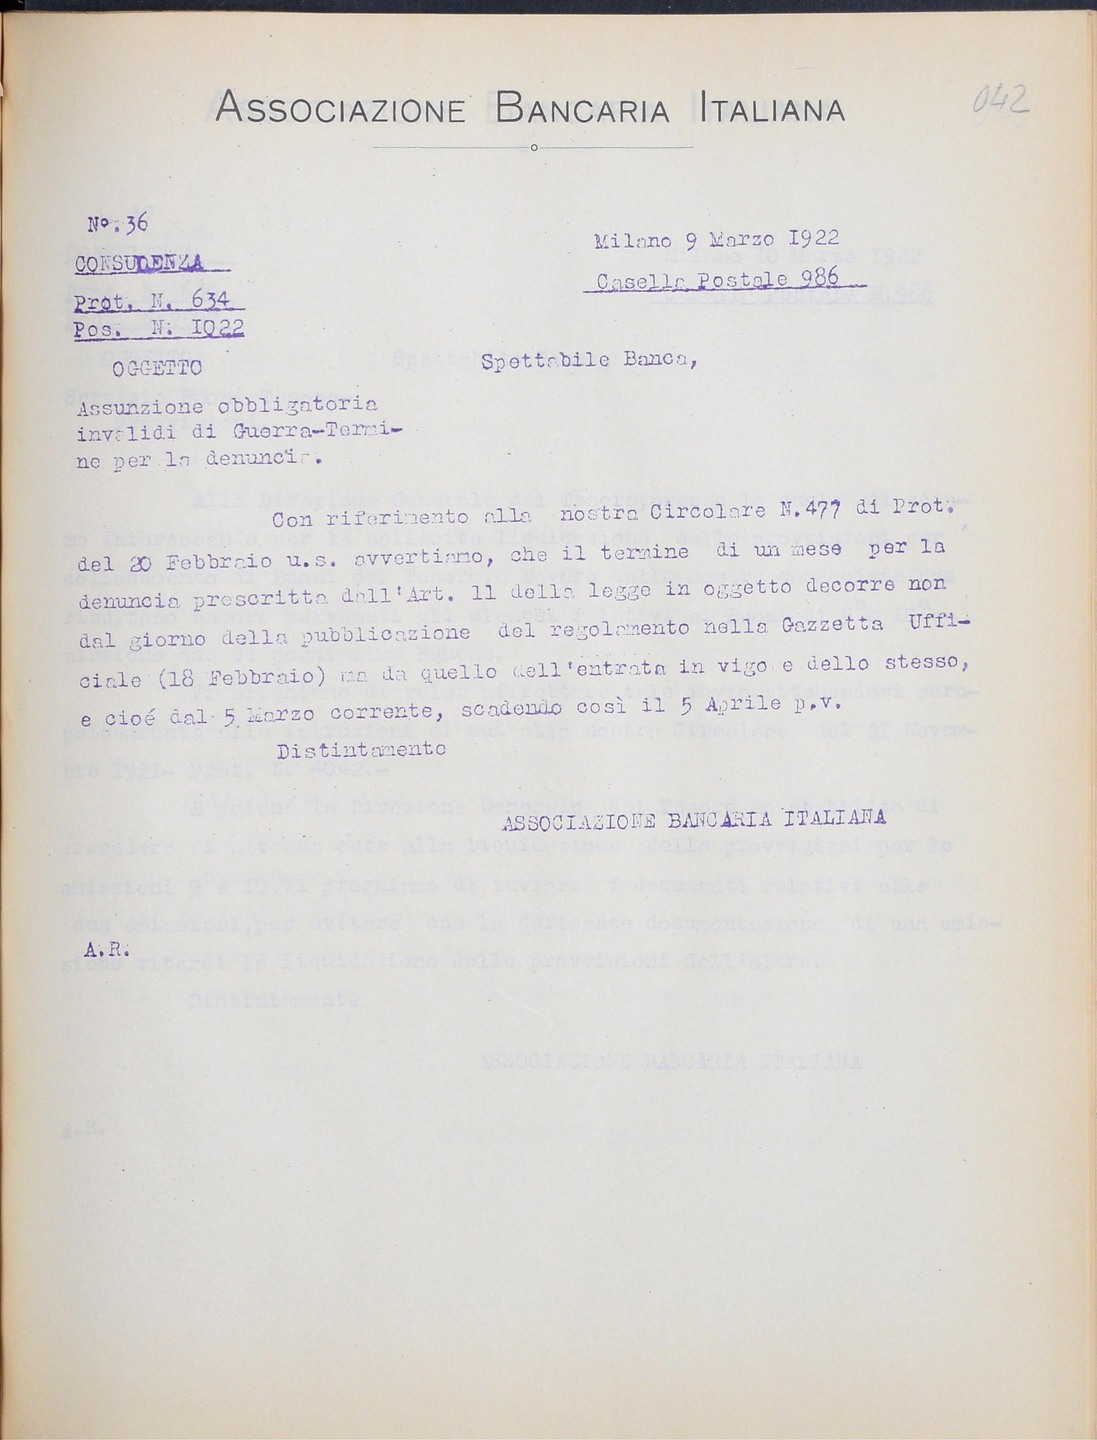 ASSOCIAZIONE BANCARIA ITALIANA
042
Nº. 36
CONSUDENZA
Prot. N. 634
Pos. N. 1022
Milano 9 Marzo 1922
Casella Postale 986
OGGETTO
Spettabile Banca,
Assunzione obbligatoria
invalidi di Guerra-Termi-
ne per la denuncia.
Con riferimento alla nostra Circolare N.477 di Prot.
del 20 Febbraio u.s. avvertiamo, che il termine di un mese per la
denuncia prescritta dall'Art. 11 della legge in oggetto decorre non
dal giorno della pubblicazione del regolamento nella Gazzetta Uffi-
ciale (18 Febbraio) ma da quello dell'entrata in vigo e dello stesso,
e cioé dal 5 Marzo corrente, scadendo così il 5 Aprile p.v.
Distintamente
ASSOCIAZIONE BANCARIA ITALIANA
A.R.